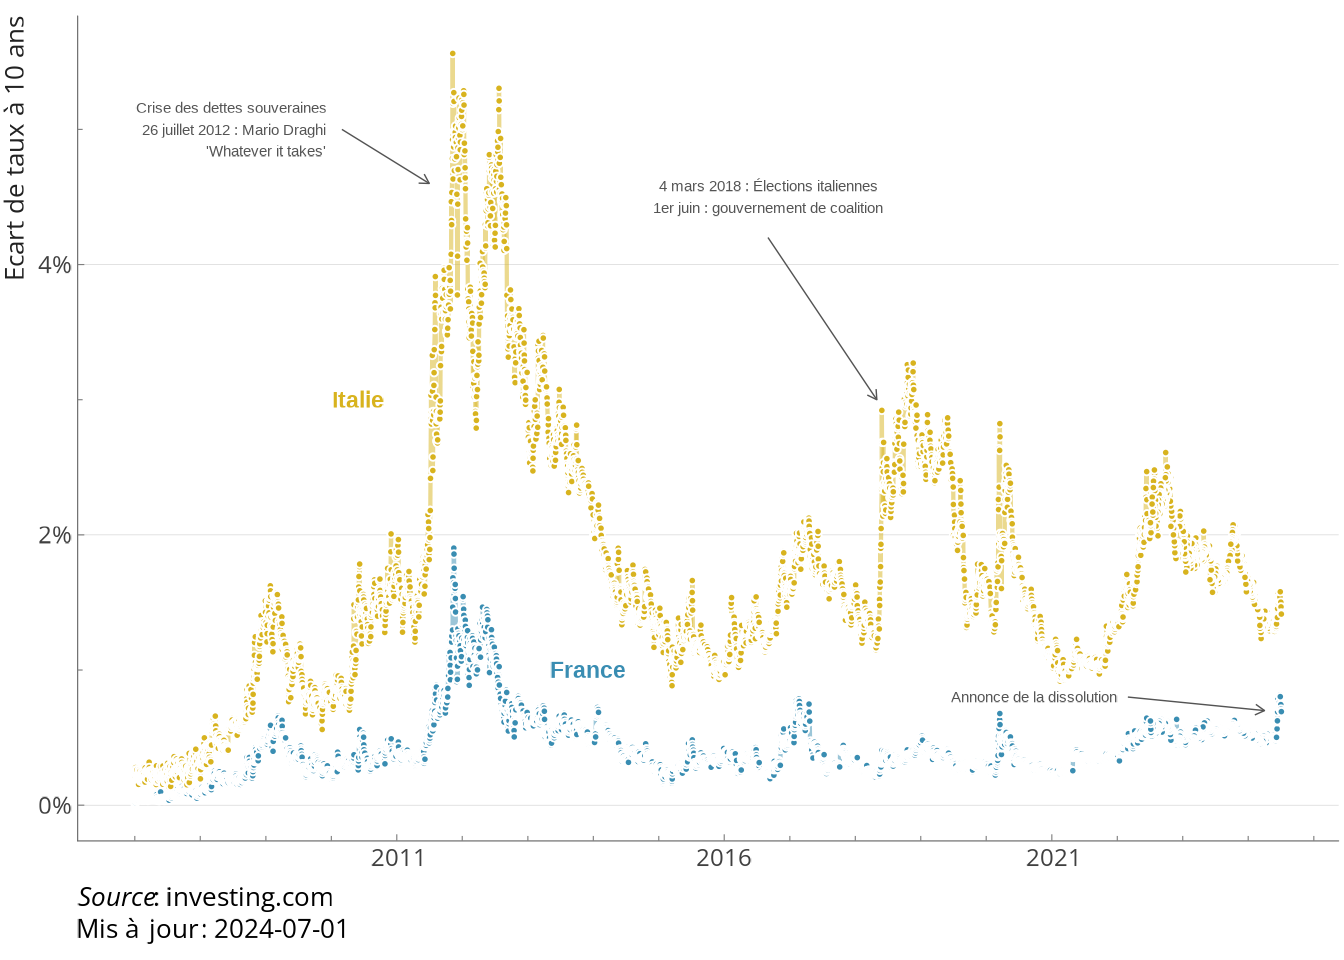 Ecart de taux à 10 ans
Crise des dettes souveraines
26 juillet 2012 : Mario Draghi
'Whatever it takes'
4 mars 2018 : Élections italiennes
1er juin : gouvernement de coalition
4%
Italie
2%
France
Annonce de la dissolution
0%
2011
2016
2021
Source: investing.com
Mis à jour: 2024-07-01